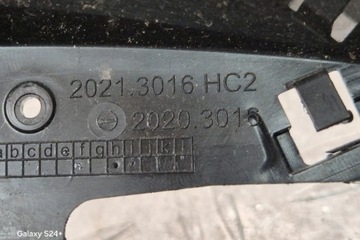 2021.3016 HC2
2020.3016
abcdefghijkl
Galaxy S24+